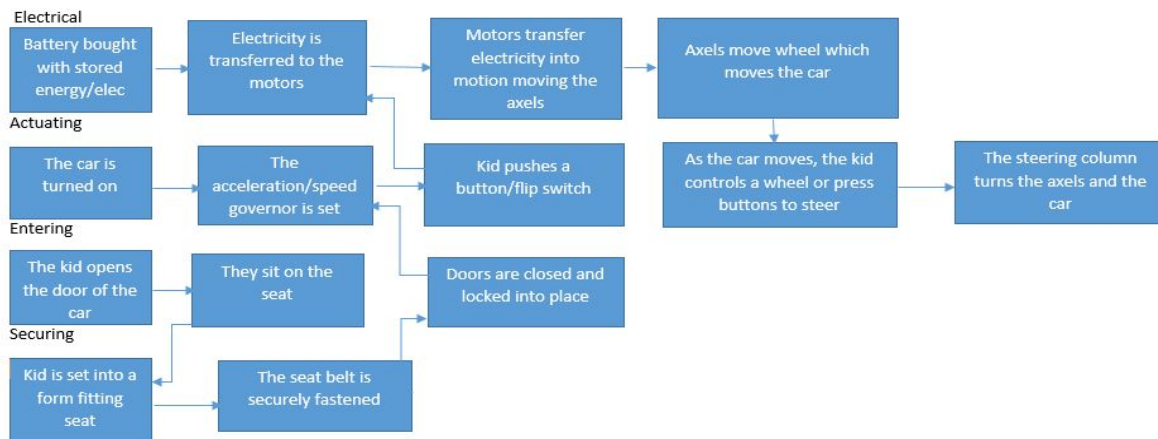 Electrical
Battery bought
with stored
energy/elec
Electricity is
transferred to the
motors
Motors transfer
electricity into
motion moving the
axels
Axels move wheel which
moves the car
Actuating
The car is
turned on
The
acceleration/speed
governor is set
Kid pushes a
button/flip switch
As the car moves, the kid
controls a wheel or press
buttons to steer
The steering column
turns the axels and the
car
Entering
The kid opens
the door of the
car
They sit on the
seat
Doors are closed and
locked into place
Securing
Kid is set into a
form fitting
seat
The seat belt is
securely fastened